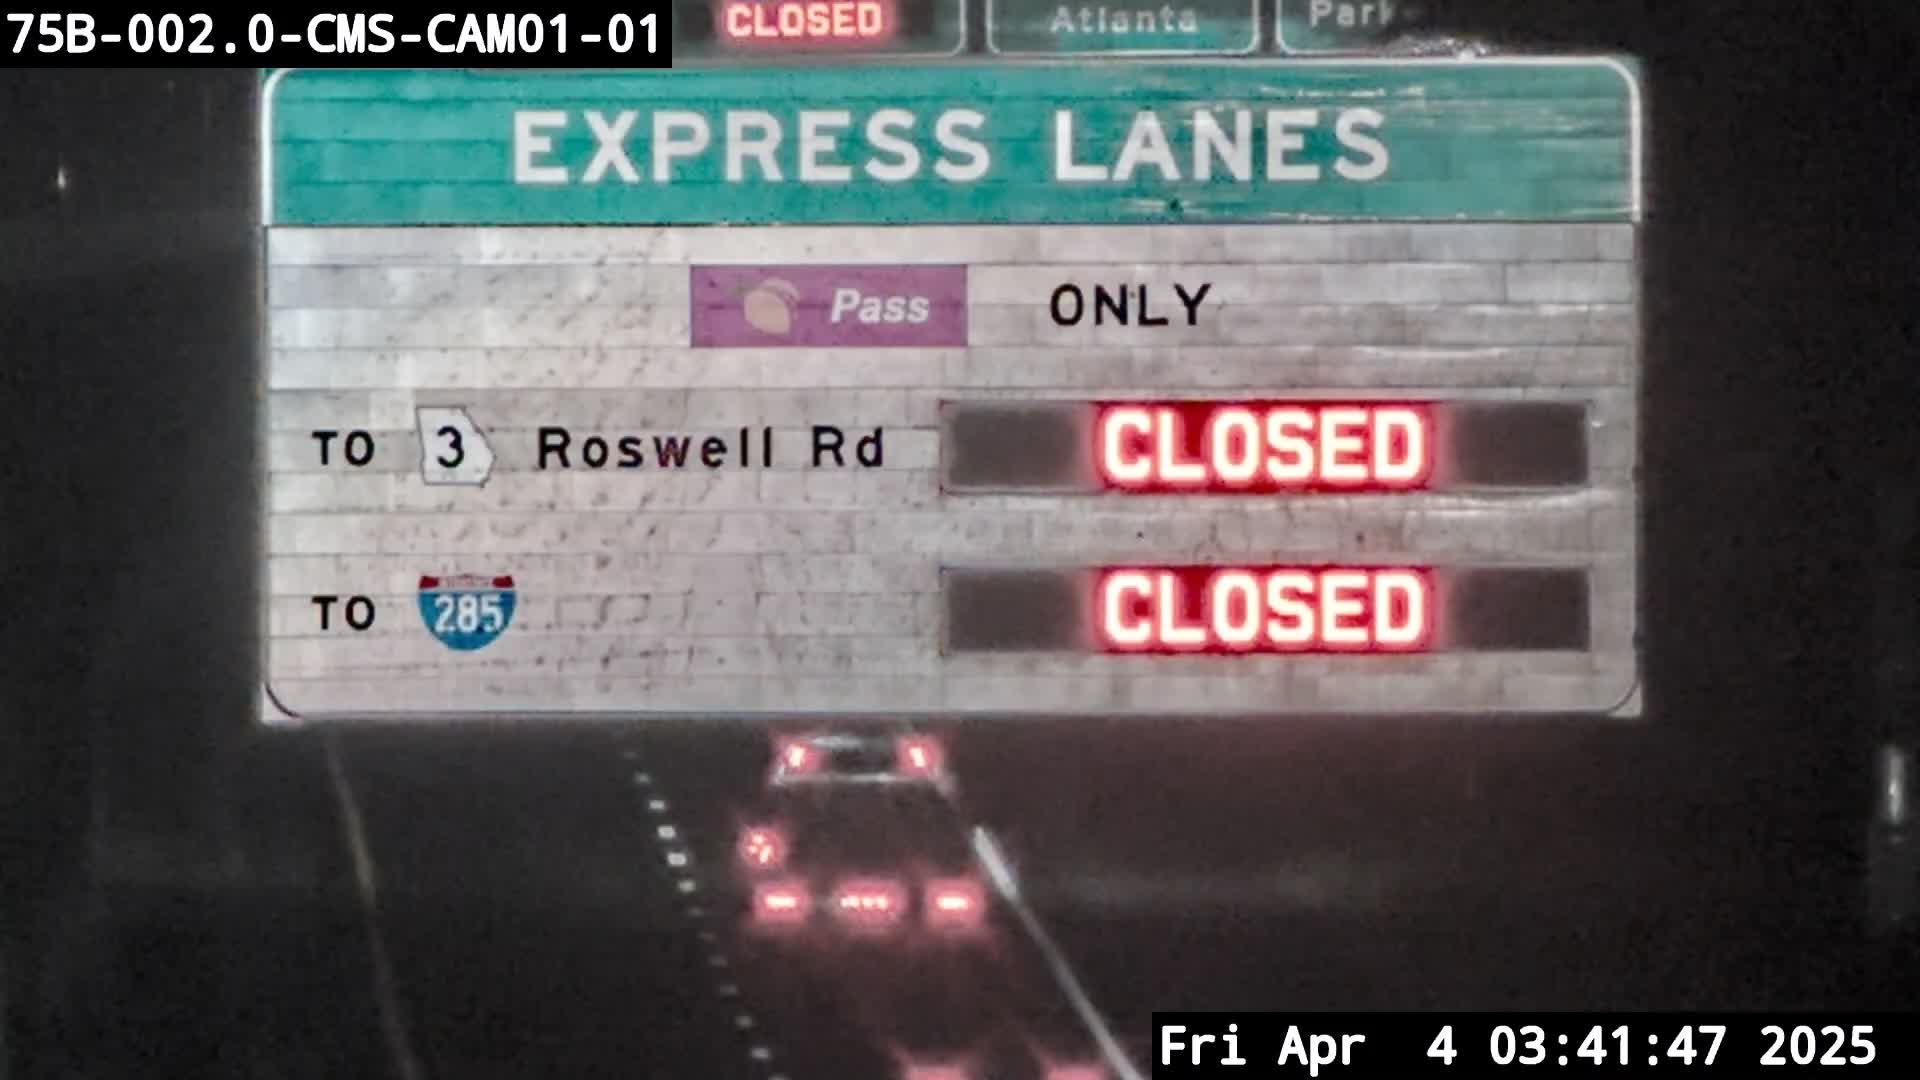 75B-002.0-CMS-CAM01-01
CLOSED
Atlanta
Park
EXPRESS LANES
Pass ONLY
TO 3 Roswell Rd CLOSED
TO 285 CLOSED
Fri Apr 4 03:41:47 2025